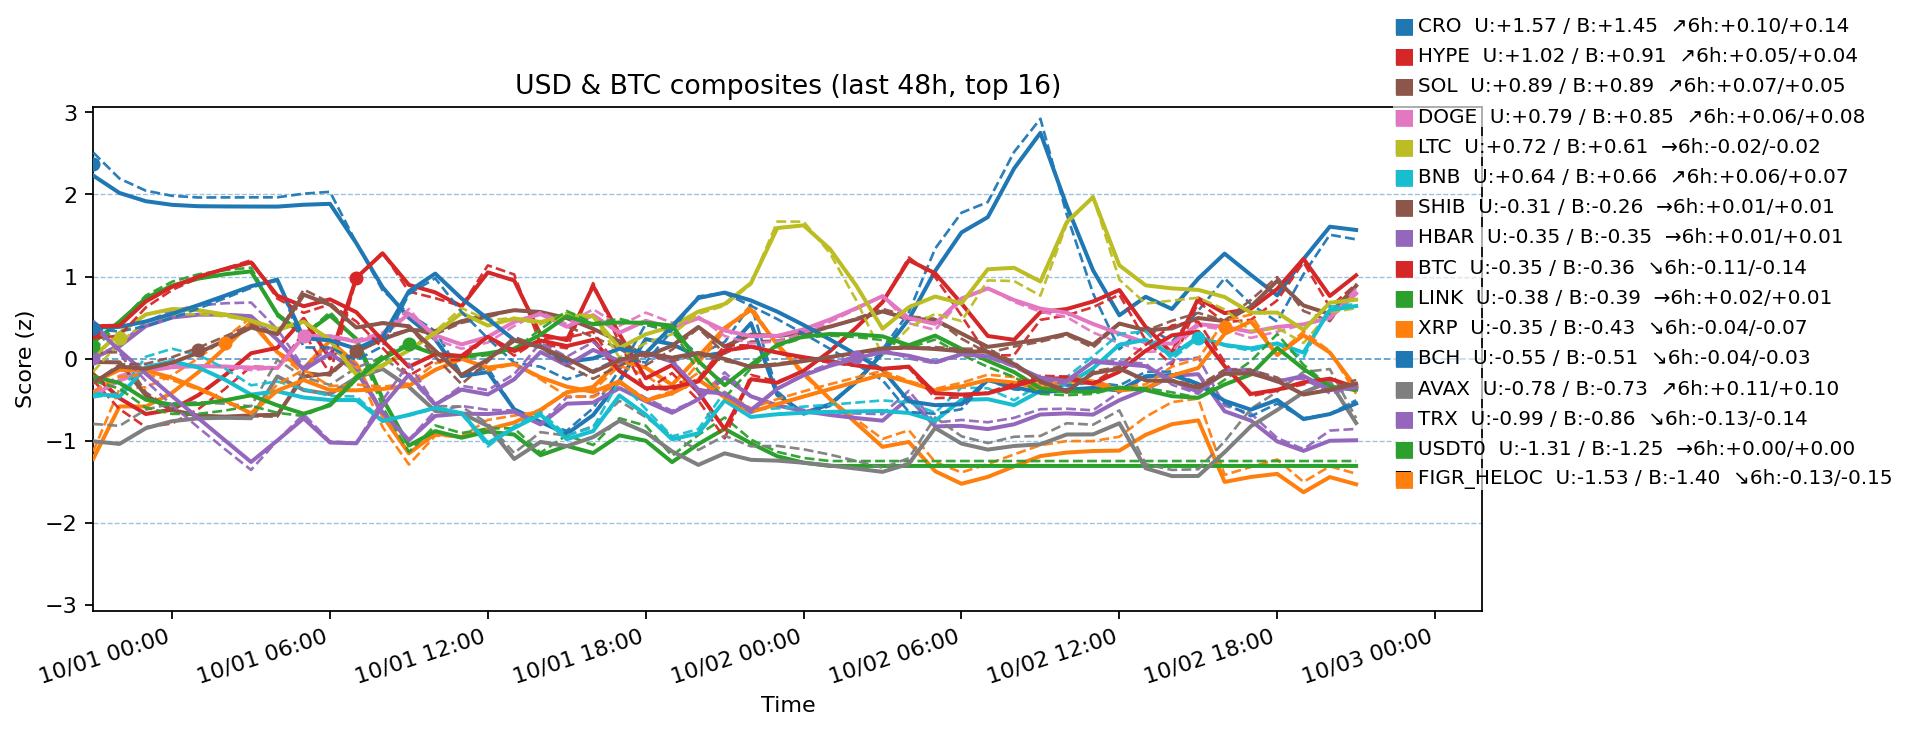 USD & BTC composites (last 48h, top 16)
CRO U:+1.57 / B:+1.45 ↗6h:+0.10/+0.14
HYPE U:+1.02 / B:+0.91 ↗6h:+0.05/+0.04
SOL U:+0.89 / B:+0.89 ↗6h:+0.07/+0.05
DOGE U:+0.79 / B:+0.85 ↗6h:+0.06/+0.08
LTC U:+0.72 / B:+0.61 →6h:-0.02/-0.02
BNB U:+0.64 / B:+0.66 ↗6h:+0.06/+0.07
SHIB U:-0.31 / B:-0.26 →6h:+0.01/+0.01
HBAR U:-0.35 / B:-0.35 →6h:+0.01/+0.01
BTC U:-0.35 / B:-0.36 ↘6h:-0.11/-0.14
LINK U:-0.38 / B:-0.39 →6h:+0.02/+0.01
XRP U:-0.35 / B:-0.43 ↘6h:-0.04/-0.07
BCH U:-0.55 / B:-0.51 ↘6h:-0.04/-0.03
AVAX U:-0.78 / B:-0.73 ↗6h:+0.11/+0.10
TRX U:-0.99 / B:-0.86 ↘6h:-0.13/-0.14
USDT0 U:-1.31 / B:-1.25 →6h:+0.00/+0.00
FIGR_HELOC U:-1.53 / B:-1.40 ↘6h:-0.13/-0.15
Score (z)
3
2
1
0
−1
−2
−3
10/01 00:00
10/01 06:00
10/01 12:00
10/01 18:00
10/02 00:00
10/02 06:00
10/02 12:00
10/02 18:00
10/03 00:00
Time